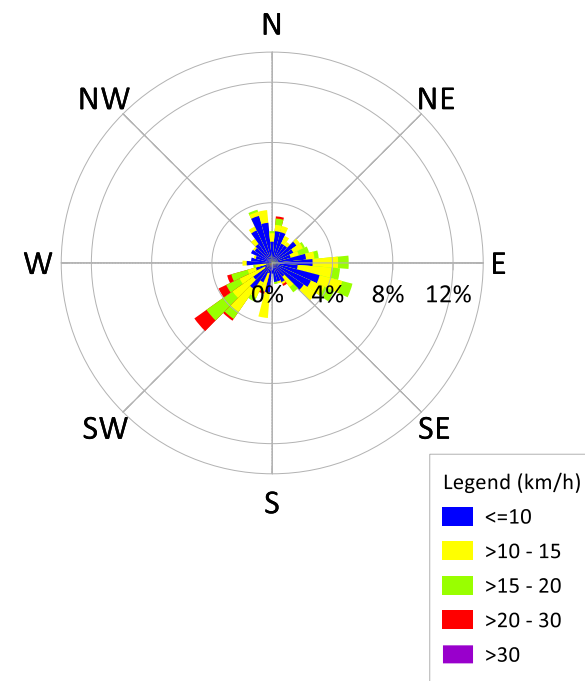 N
NW
NE
W
E
0%
4%
8%
12%
SW
SE
S
Legend (km/h)
<=10
>10 - 15
>15 - 20
>20 - 30
>30